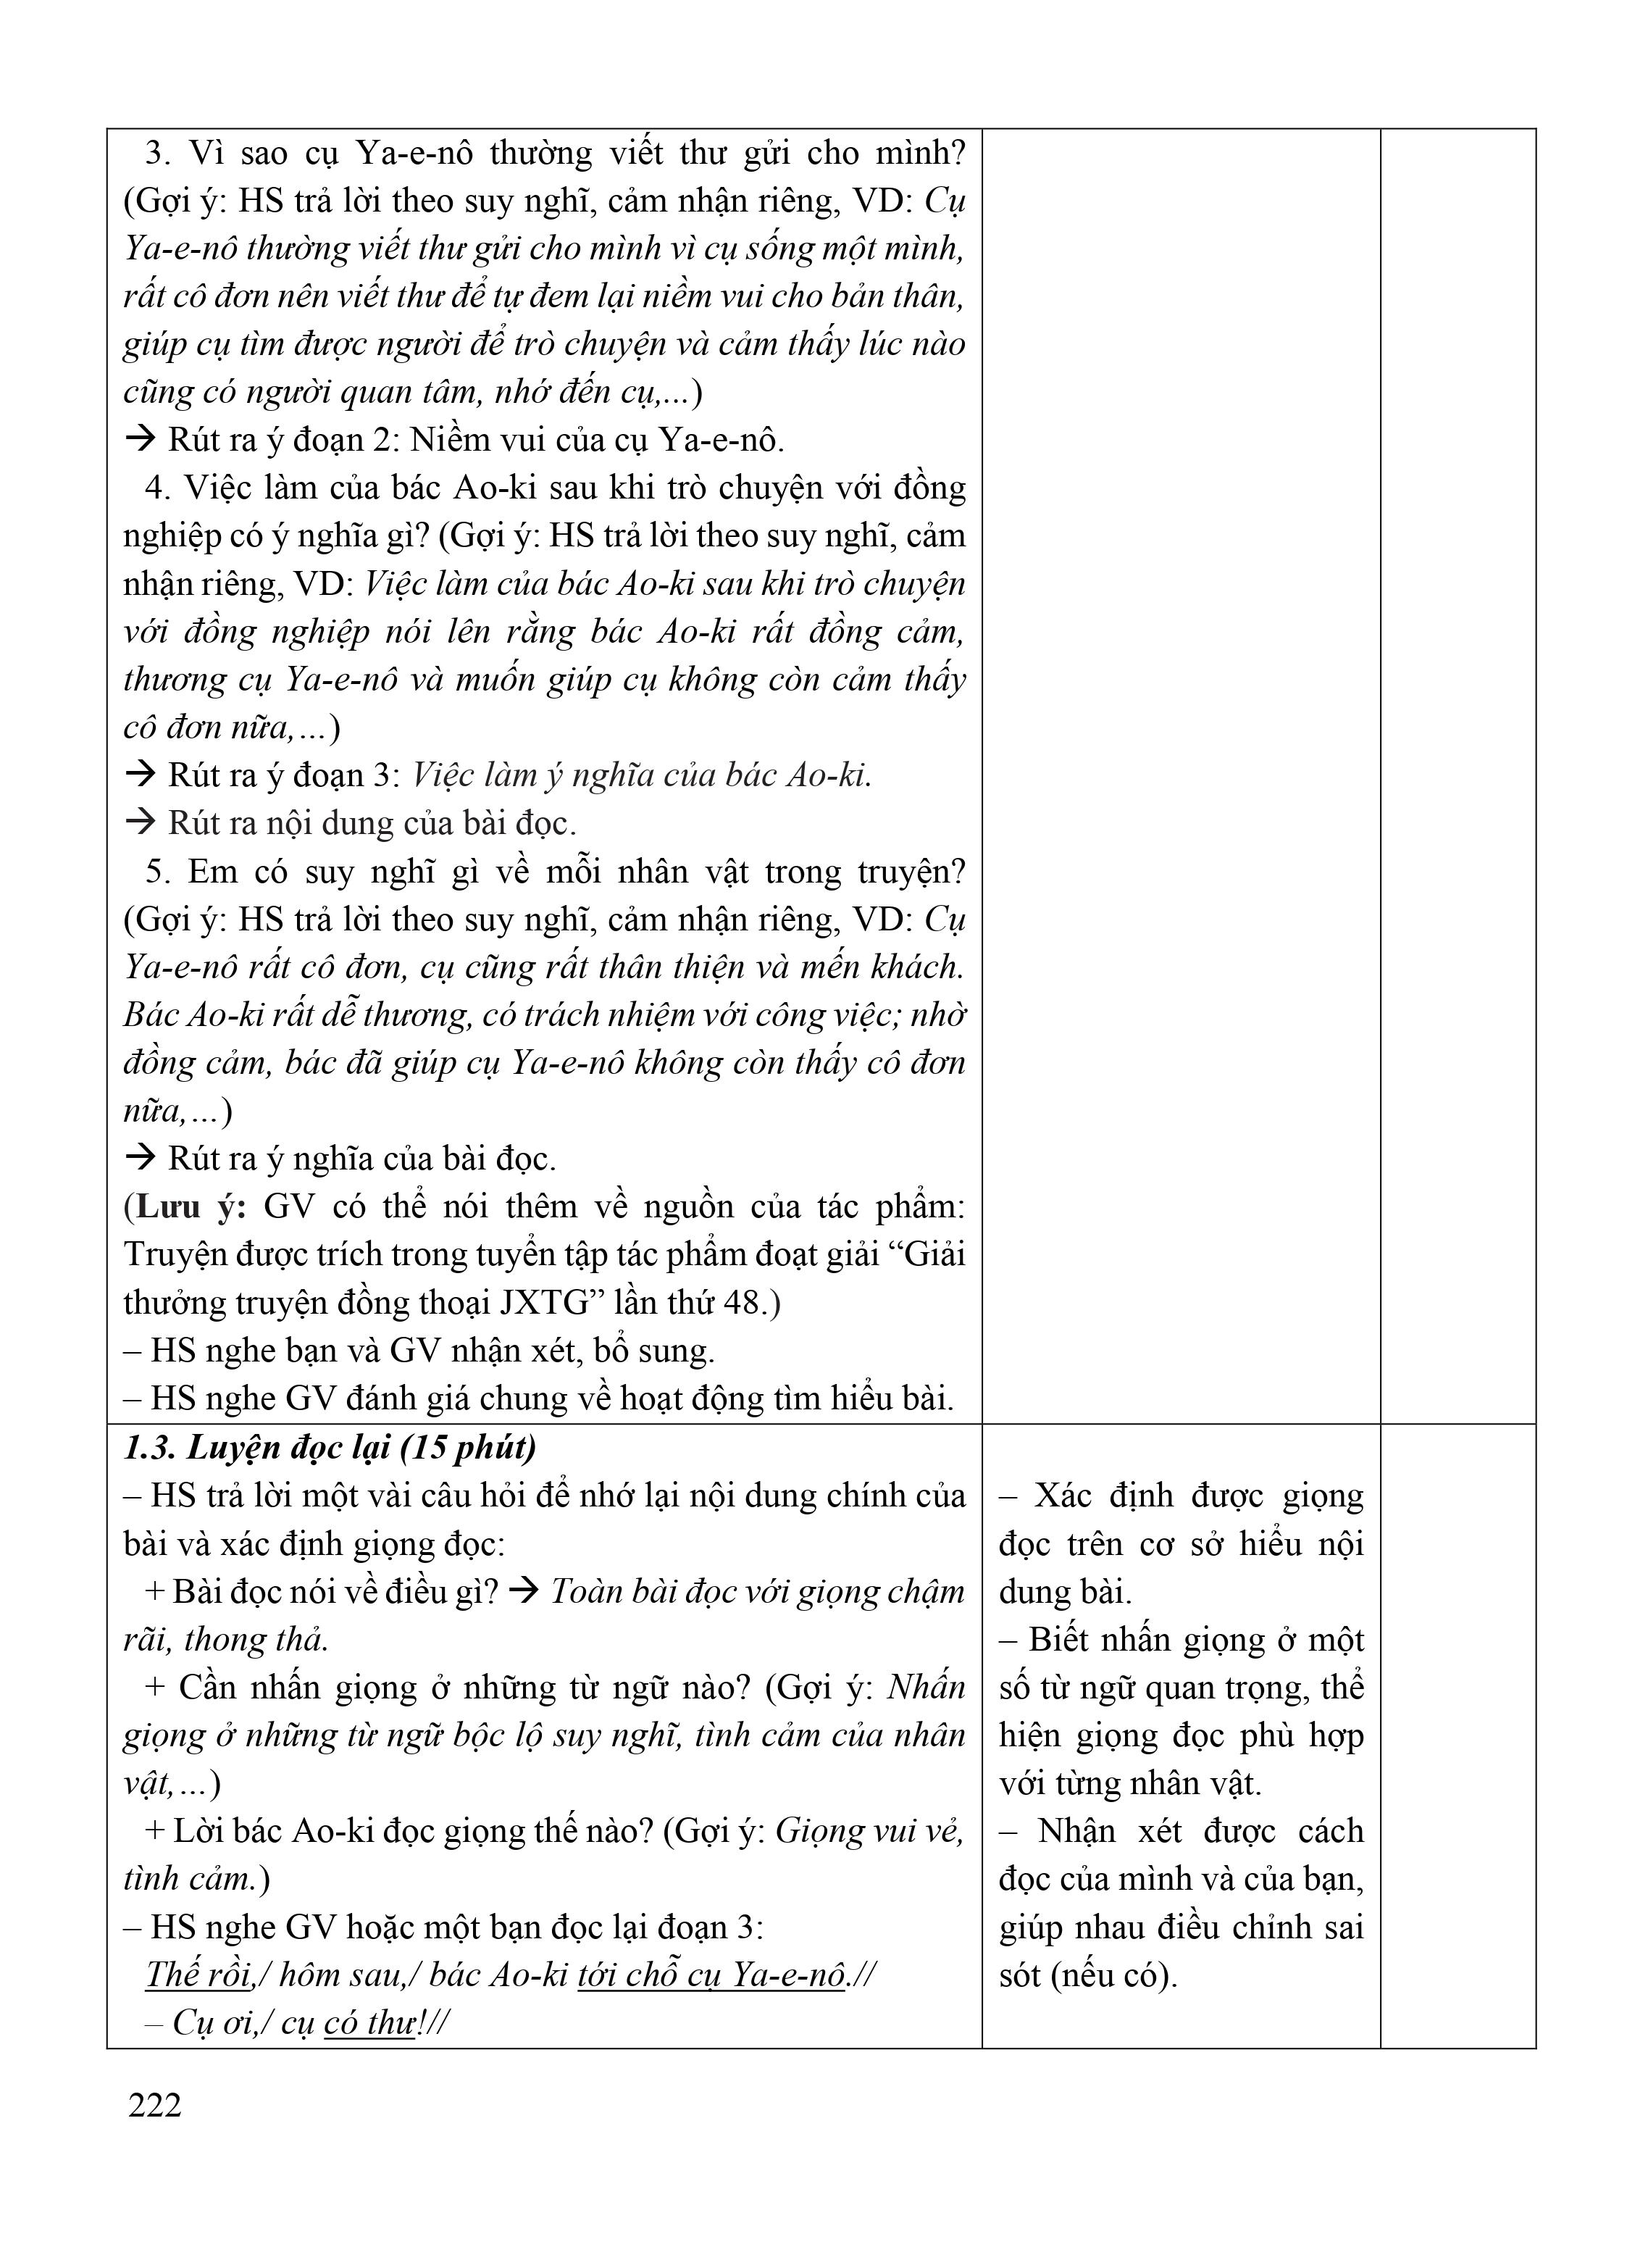 3. Vì sao cụ Ya-e-nô thường viết thư gửi cho mình?
(Gợi ý: HS trả lời theo suy nghĩ, cảm nhận riêng, VD: Cụ
Ya-e-nô thường viết thư gửi cho mình vì cụ sống một mình,
rất cô đơn nên viết thư để tự đem lại niềm vui cho bản thân,
giúp cụ tìm được người để trò chuyện và cảm thấy lúc nào
cũng có người quan tâm, nhớ đến cụ,...)
→ Rút ra ý đoạn 2: Niềm vui của cụ Ya-e-nô.
4. Việc làm của bác Ao-ki sau khi trò chuyện với đồng
nghiệp có ý nghĩa gì? (Gợi ý: HS trả lời theo suy nghĩ, cảm
nhận riêng, VD: Việc làm của bác Ao-ki sau khi trò chuyện
với đồng nghiệp nói lên rằng bác Ao-ki rất đồng cảm,
thương cụ Ya-e-nô và muốn giúp cụ không còn cảm thấy
cô đơn nữa,…)
→ Rút ra ý đoạn 3: Việc làm ý nghĩa của bác Ao-ki.
→ Rút ra nội dung của bài đọc.
5. Em có suy nghĩ gì về mỗi nhân vật trong truyện?
(Gợi ý: HS trả lời theo suy nghĩ, cảm nhận riêng, VD: Cụ
Ya-e-nô rất cô đơn, cụ cũng rất thân thiện và mến khách.
Bác Ao-ki rất dễ thương, có trách nhiệm với công việc; nhờ
đồng cảm, bác đã giúp cụ Ya-e-nô không còn thấy cô đơn
nữa,…)
→ Rút ra ý nghĩa của bài đọc.
(Lưu ý: GV có thể nói thêm về nguồn của tác phẩm:
Truyện được trích trong tuyển tập tác phẩm đoạt giải “Giải
thưởng truyện đồng thoại JXTG” lần thứ 48.)
– HS nghe bạn và GV nhận xét, bổ sung.
– HS nghe GV đánh giá chung về hoạt động tìm hiểu bài.
1.3. Luyện đọc lại (15 phút)
– HS trả lời một vài câu hỏi để nhớ lại nội dung chính của
bài và xác định giọng đọc:
+ Bài đọc nói về điều gì? → Toàn bài đọc với giọng chậm
rãi, thong thả.
+ Cần nhấn giọng ở những từ ngữ nào? (Gợi ý: Nhấn
giọng ở những từ ngữ bộc lộ suy nghĩ, tình cảm của nhân
vật,…)
+ Lời bác Ao-ki đọc giọng thế nào? (Gợi ý: Giọng vui vẻ,
tình cảm.)
– HS nghe GV hoặc một bạn đọc lại đoạn 3:
Thế rồi,/ hôm sau,/ bác Ao-ki tới chỗ cụ Ya-e-nô.//
– Cụ ơi,/ cụ có thư!//
– Xác định được giọng
đọc trên cơ sở hiểu nội
dung bài.
– Biết nhấn giọng ở một
số từ ngữ quan trọng, thể
hiện giọng đọc phù hợp
với từng nhân vật.
– Nhận xét được cách
đọc của mình và của bạn,
giúp nhau điều chỉnh sai
sót (nếu có).
222